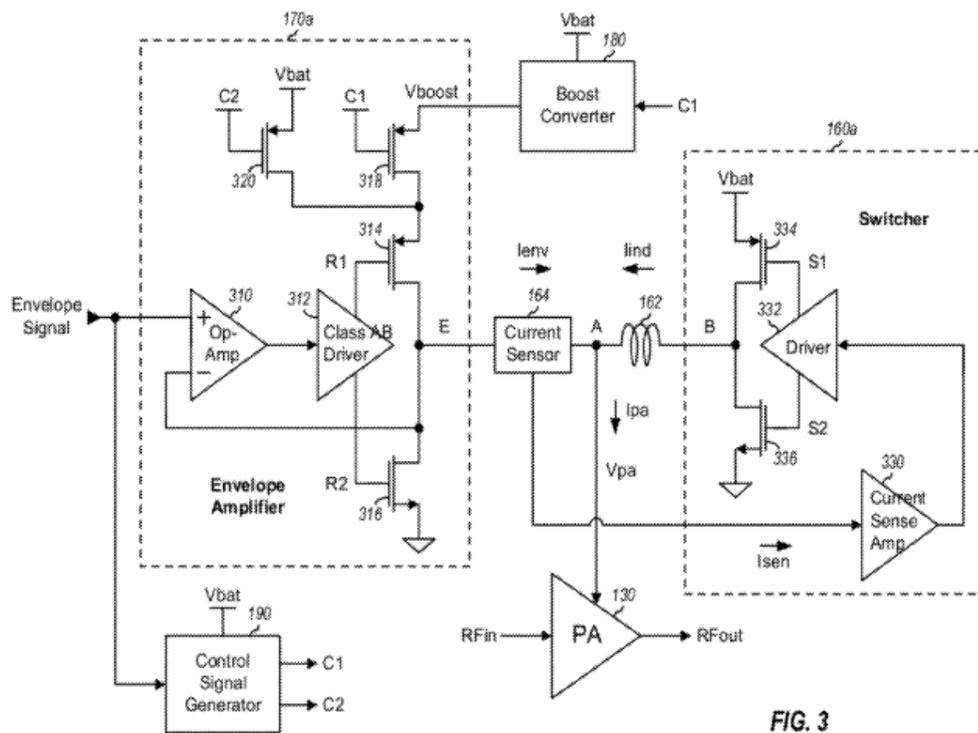 170a
Vbat
180
Vbat
C2
C1
Vboost
Boost
Converter
C1
160a
320
318
Vbat
Switcher
334
314
R1
Ienv
Iind
S1
Envelope
Signal
310
312
164
162
332
+
Op-
Amp
−
Class AB
Driver
E
Current
Sensor
A
B
Driver
Ipa
S2
Vpa
336
330
Envelope
Amplifier
R2
316
Current
Sense
Amp
Isen
Vbat
190
130
Control
Signal
Generator
C1
C2
RFin
PA
RFout
FIG. 3